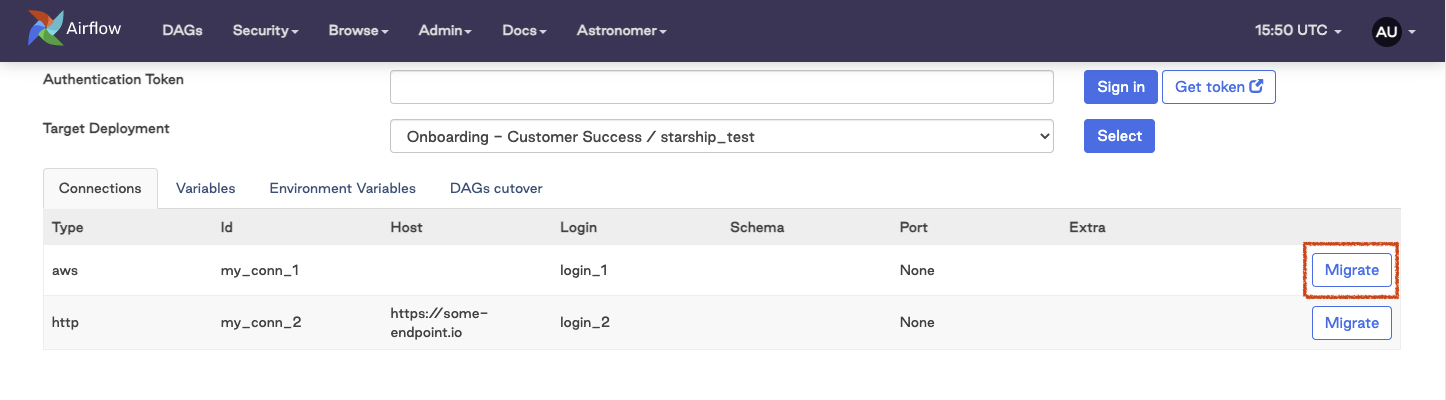 Airflow DAGs Security Browse Admin Docs Astronomer 15:50 UTC AU
Authentication Token Sign in Get token
Target Deployment Onboarding – Customer Success / starship_test Select
Connections Variables Environment Variables DAGs cutover
Type Id Host Login Schema Port Extra
aws my_conn_1 login_1 None Migrate
http my_conn_2 https://some-
endpoint.io login_2 None Migrate